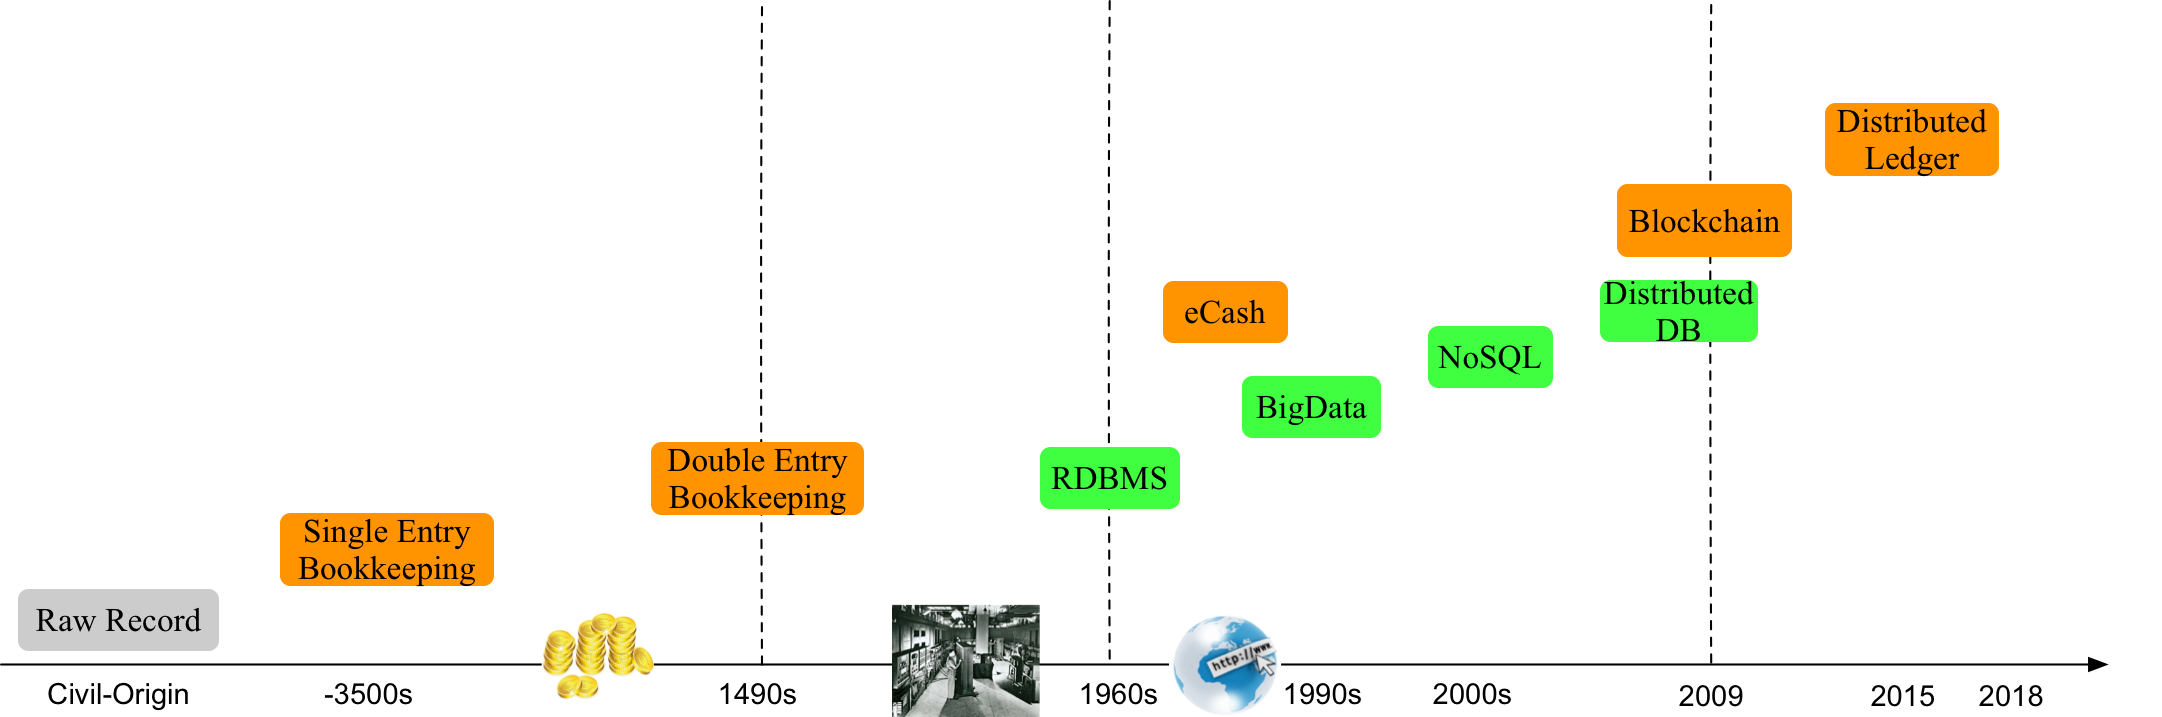 Distributed
Ledger
Blockchain
Distributed
DB
eCash
NoSQL
BigData
Double Entry
Bookkeeping
RDBMS
Single Entry
Bookkeeping
Raw Record
http://www.
Civil-Origin
-3500s
1490s
1960s
1990s
2000s
2009
2015
2018